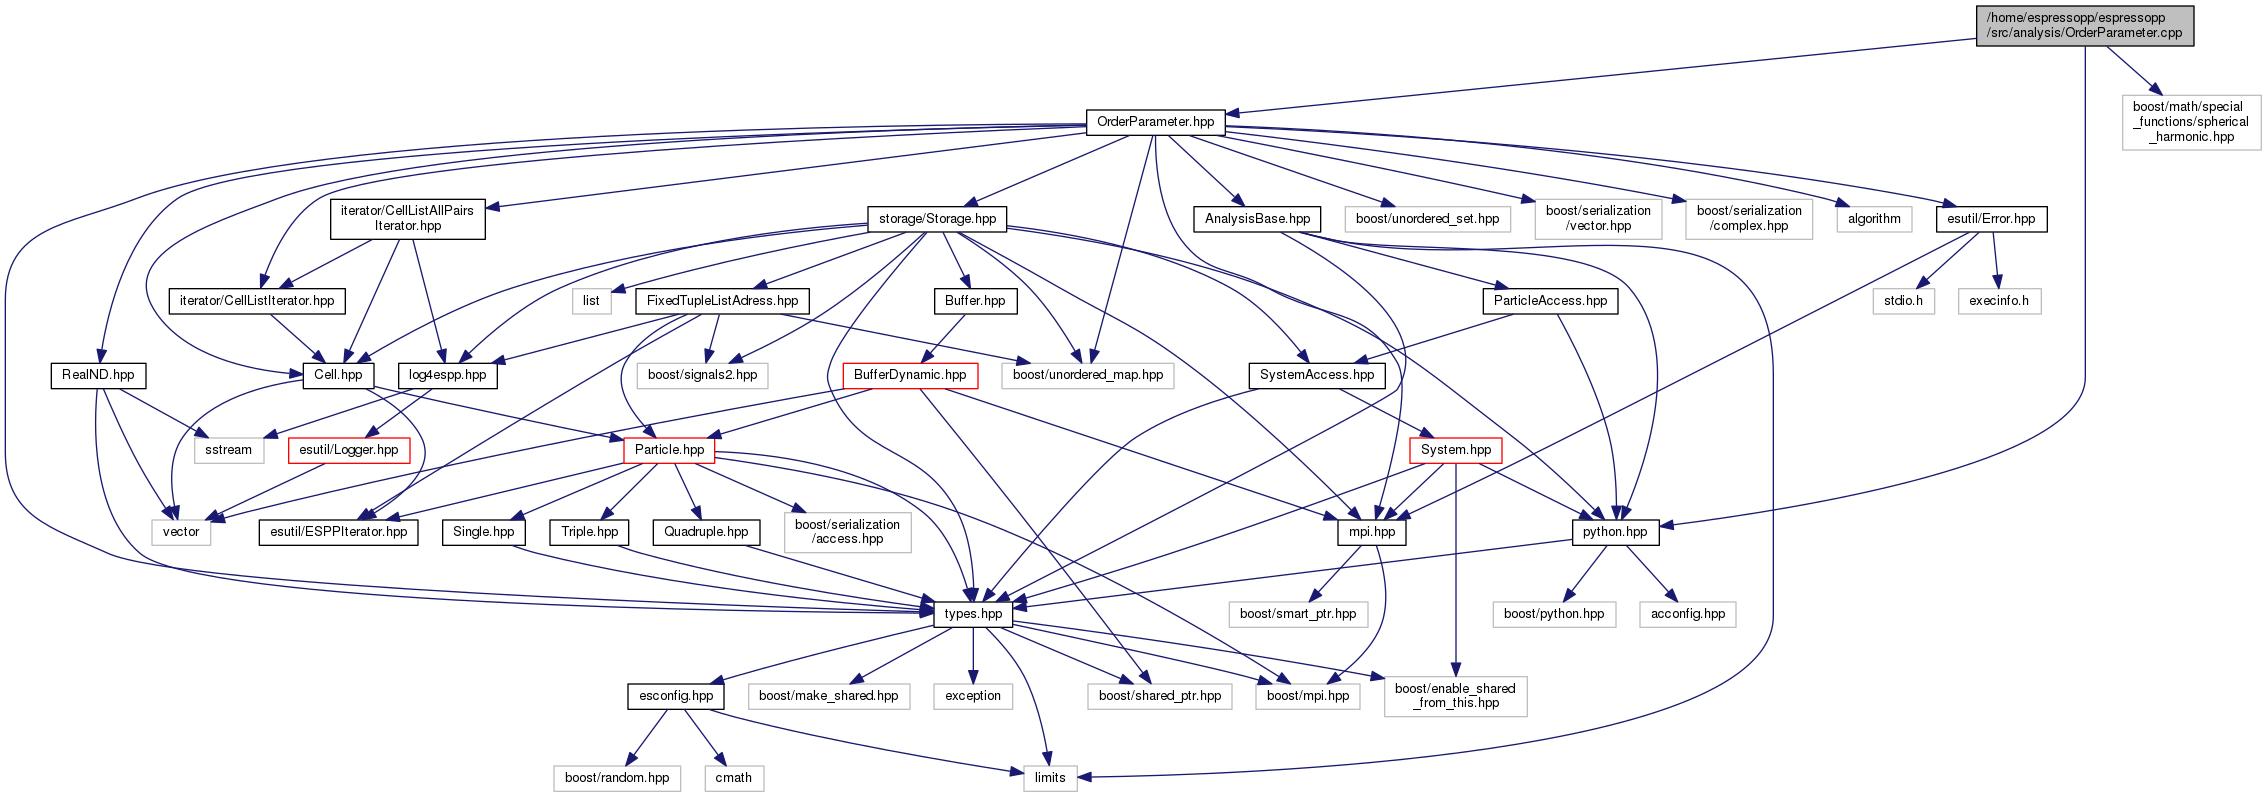 /home/espressopp/espressopp
/src/analysis/OrderParameter.cpp
OrderParameter.hpp
boost/math/special
_functions/spherical
_harmonic.hpp
iterator/CellListAllPairs
Iterator.hpp
storage/Storage.hpp
AnalysisBase.hpp
boost/unordered_set.hpp
boost/serialization
/vector.hpp
boost/serialization
/complex.hpp
algorithm
esutil/Error.hpp
iterator/CellListIterator.hpp
list
FixedTupleListAdress.hpp
Buffer.hpp
ParticleAccess.hpp
stdio.h
execinfo.h
RealND.hpp
Cell.hpp
log4espp.hpp
boost/signals2.hpp
BufferDynamic.hpp
boost/unordered_map.hpp
SystemAccess.hpp
sstream
esutil/Logger.hpp
Particle.hpp
System.hpp
vector
esutil/ESPPIterator.hpp
Single.hpp
Triple.hpp
Quadruple.hpp
boost/serialization
/access.hpp
mpi.hpp
python.hpp
types.hpp
boost/smart_ptr.hpp
boost/python.hpp
acconfig.hpp
esconfig.hpp
boost/make_shared.hpp
exception
boost/shared_ptr.hpp
boost/mpi.hpp
boost/enable_shared
_from_this.hpp
boost/random.hpp
cmath
limits